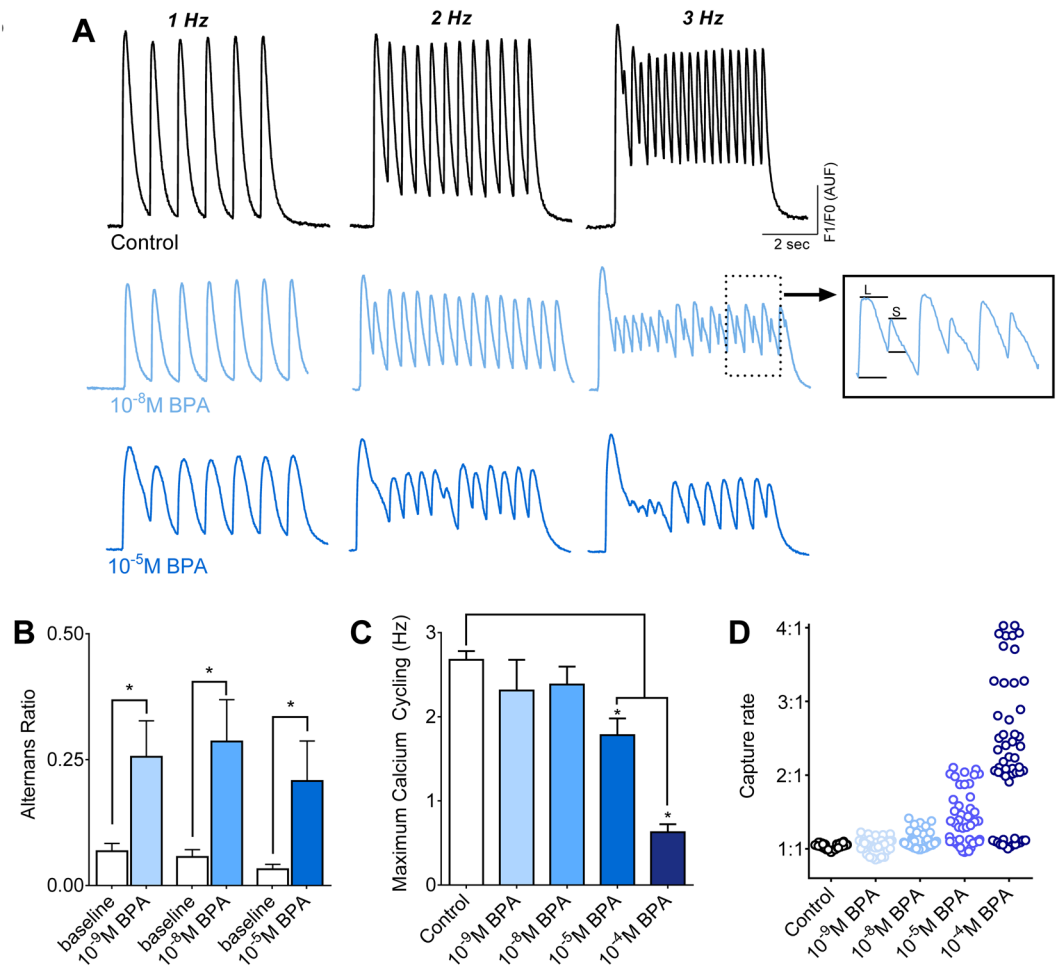 A
1 Hz
2 Hz
3 Hz
Control
F1/F0 (AUF)
2 sec
10-8M BPA
L
S
10-5M BPA
B
Alternans Ratio
0.50
0.25
0.00
*
*
*
baseline
10-9M BPA
baseline
10-8M BPA
baseline
10-5M BPA
C
Maximum Calcium Cycling (Hz)
3
2
1
0
*
*
Control
10-9M BPA
10-8M BPA
10-5M BPA
10-4M BPA
D
Capture rate
4:1
3:1
2:1
1:1
Control
10-9M BPA
10-8M BPA
10-5M BPA
10-4M BPA